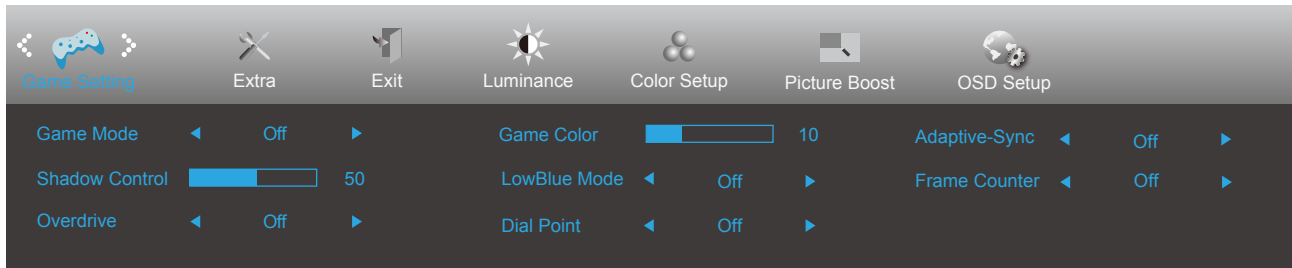 Game Setting Extra Exit Luminance Color Setup Picture Boost OSD Setup
Game Mode Off Game Color 10 Adaptive-Sync Off
Shadow Control 50 LowBlue Mode Off Frame Counter Off
Overdrive Off Dial Point Off